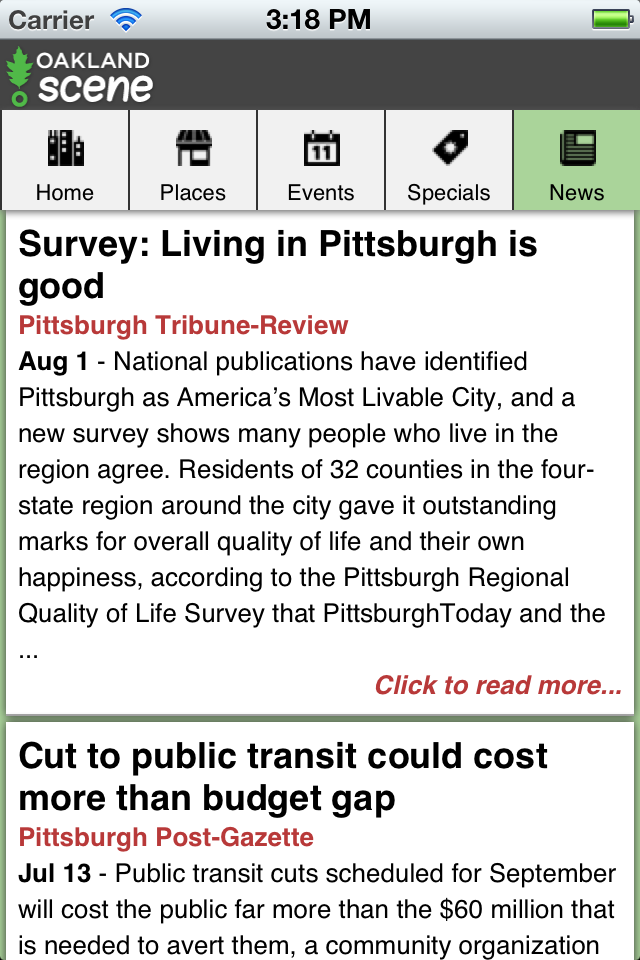 Carrier 3:18 PM
OAKLAND
scene
11
Home Places Events Specials News
Survey: Living in Pittsburgh is
good
Pittsburgh Tribune-Review
Aug 1 - National publications have identified
Pittsburgh as America’s Most Livable City, and a
new survey shows many people who live in the
region agree. Residents of 32 counties in the four-
state region around the city gave it outstanding
marks for overall quality of life and their own
happiness, according to the Pittsburgh Regional
Quality of Life Survey that PittsburghToday and the
...
Click to read more...
Cut to public transit could cost
more than budget gap
Pittsburgh Post-Gazette
Jul 13 - Public transit cuts scheduled for September
will cost the public far more than the $60 million that
is needed to avert them, a community organization